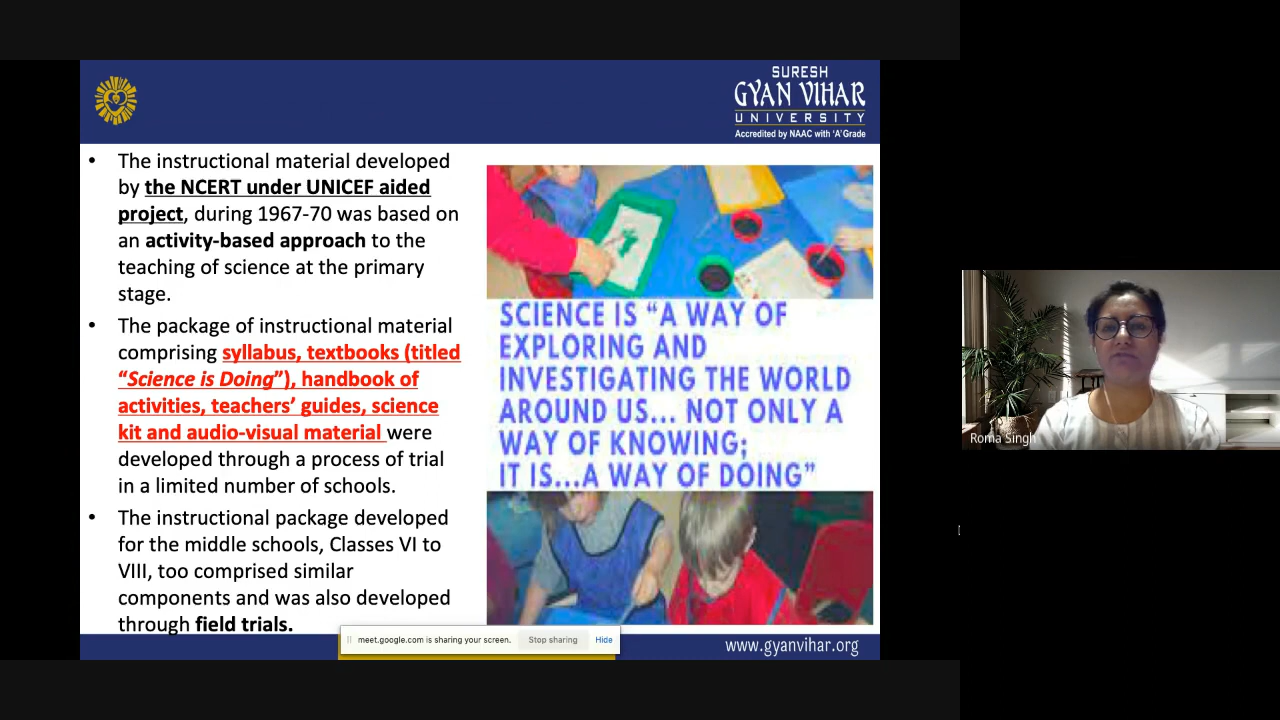 SURESH
GYAN VIHAR
UNIVERSITY
Accredited by NAAC with 'A' Grade
• The instructional material developed
by the NCERT under UNICEF aided
project, during 1967-70 was based on
an activity-based approach to the
teaching of science at the primary
stage.
• The package of instructional material
comprising syllabus, textbooks (titled
“Science is Doing”), handbook of
activities, teachers’ guides, science
kit and audio-visual material were
developed through a process of trial
in a limited number of schools.
• The instructional package developed
for the middle schools, Classes VI to
VIII, too comprised similar
components and was also developed
through field trials.
SCIENCE IS “A WAY OF
EXPLORING AND
INVESTIGATING THE WORLD
AROUND US... NOT ONLY A
WAY OF KNOWING;
IT IS...A WAY OF DOING”
meet.google.com is sharing your screen. Stop sharing Hide
www.gyanvihar.org
Roma Singh